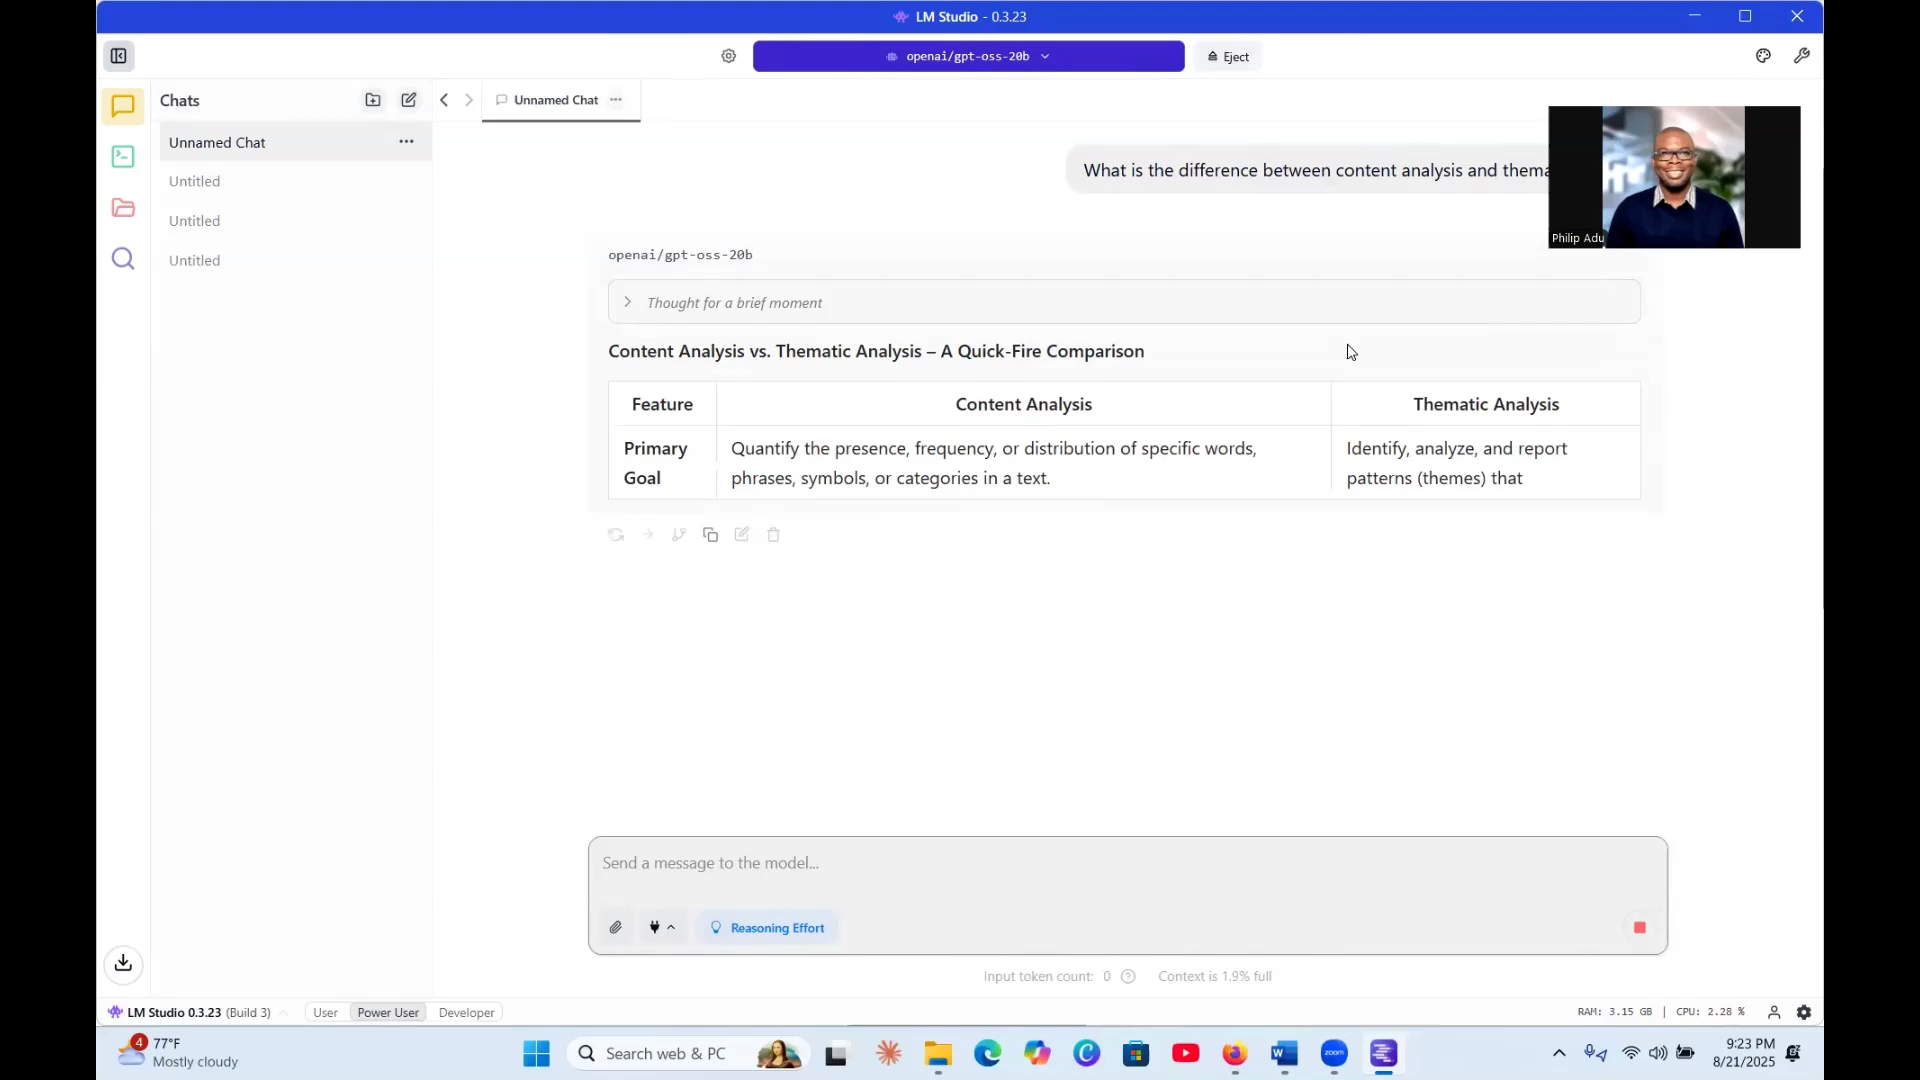 LM Studio - 0.3.23
openai/gpt-oss-20b
Eject
Chats
Unnamed Chat
Unnamed Chat
Untitled
Untitled
Untitled
What is the difference between content analysis and thema
Philip Adu
openai/gpt-oss-20b
Thought for a brief moment
Content Analysis vs. Thematic Analysis – A Quick-Fire Comparison
Feature
Content Analysis
Thematic Analysis
Primary
Goal
Quantify the presence, frequency, or distribution of specific words,
phrases, symbols, or categories in a text.
Identify, analyze, and report
patterns (themes) that
Send a message to the model...
Reasoning Effort
Input token count: 0
Context is 1.9% full
LM Studio 0.3.23 (Build 3)
User
Power User
Developer
RAM: 3.15 GB | CPU: 2.28 %
4
77°F
Mostly cloudy
Search web & PC
zoom
9:23 PM
8/21/2025